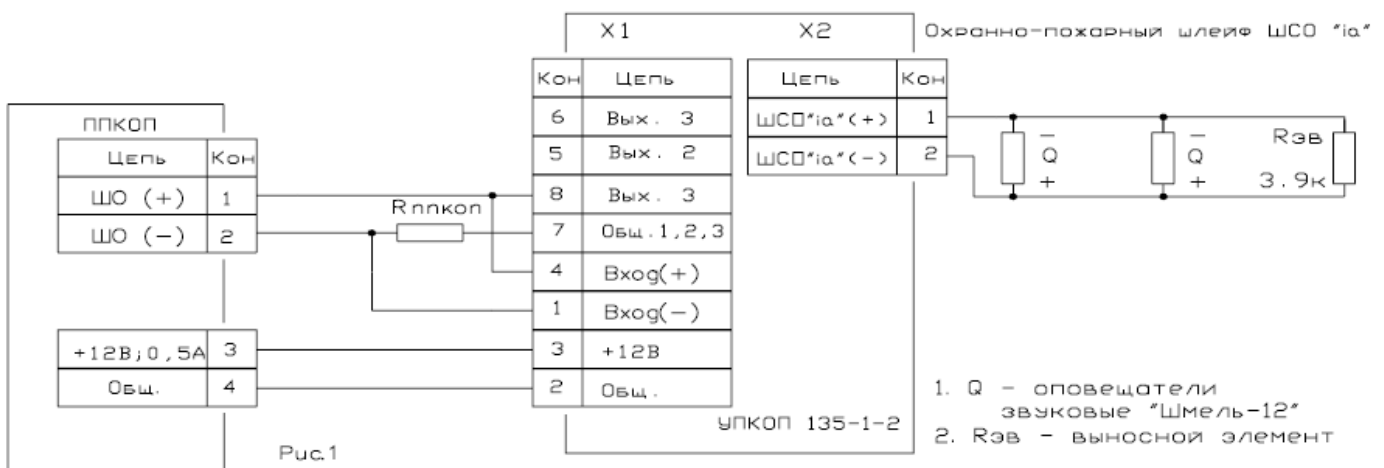 X1 X2 Охранно-пожарный шлейф ШСО "ia"
Кон Цепь Цепь Кон
6 Вых. 3 ШСО"ia"(+) 1
5 Вых. 2 ШСО"ia"(-) 2
8 Вых. 3
7 Общ.1,2,3
4 Вход(+)
1 Вход(-)
3 +12В
2 Общ.
УПКОП 135-1-2
ППКОП
Цепь Кон
ШО (+) 1
ШО (-) 2
+12В;0,5А 3
Общ. 4
Rппкоп
− Q +
− Q +
Rэв
3.9к
1. Q - оповещатели
звуковые "Шмель-12"
2. Rэв - выносной элемент
Рис.1